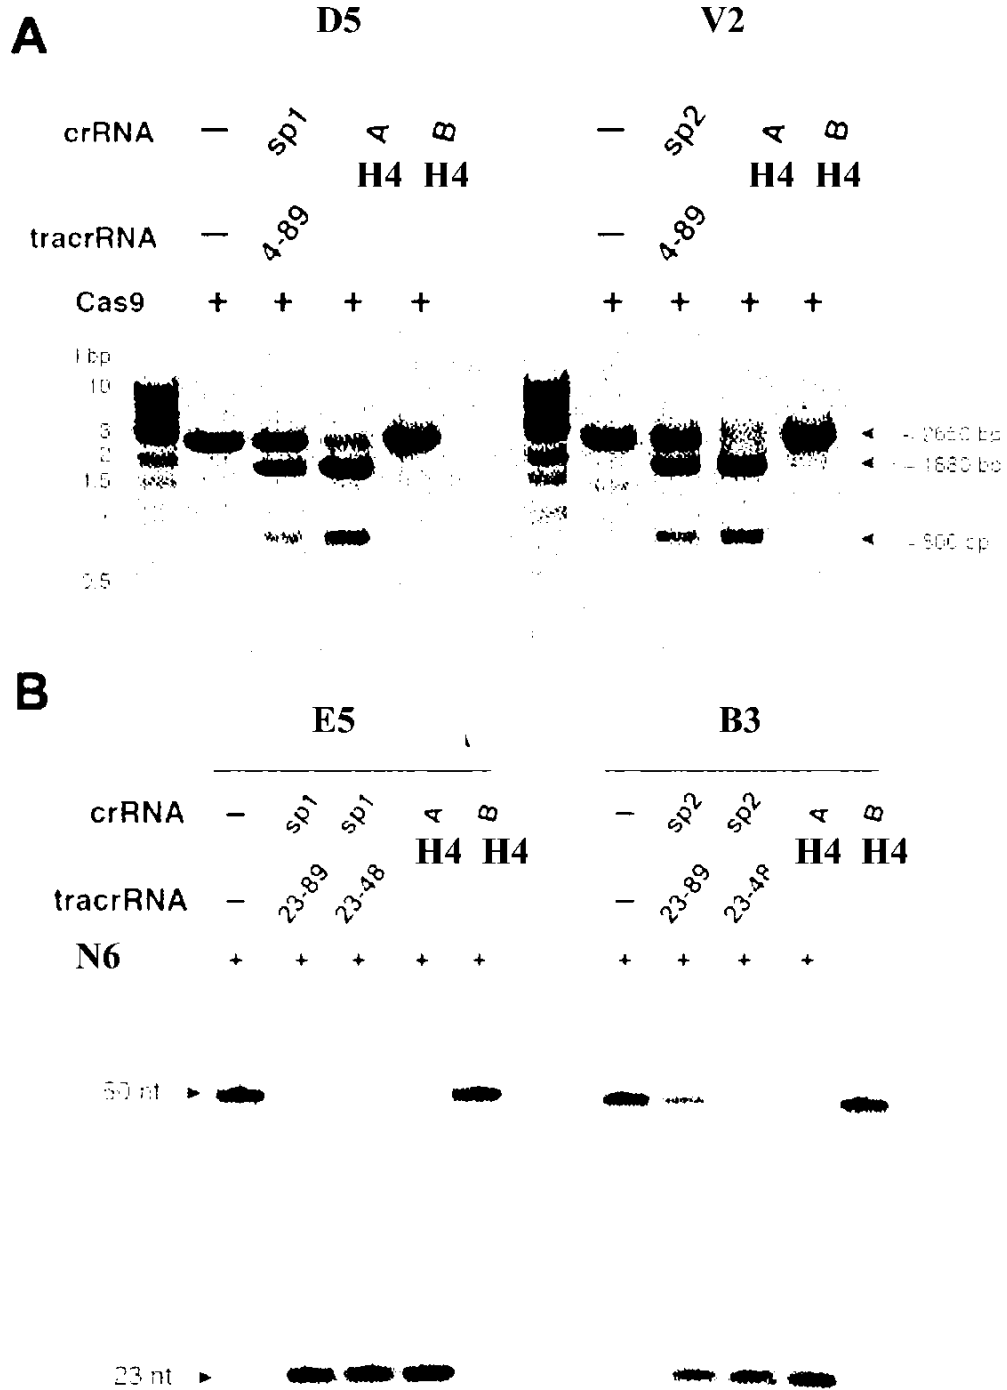 A
D5
V2
crRNA — sp1 A B — sp2 A B
H4 H4 H4 H4
tracrRNA — 4-89 — 4-89
Cas9 + + + + + + + +
bp
10
3
2
1.5
0.5
B
E5
B3
crRNA — sp1 sp1 A B — sp2 sp2 A B
H4 H4 H4 H4
tracrRNA — 23-89 23-48 — 23-89 23-48
N6 + + + + + + + + +
nt
23 nt